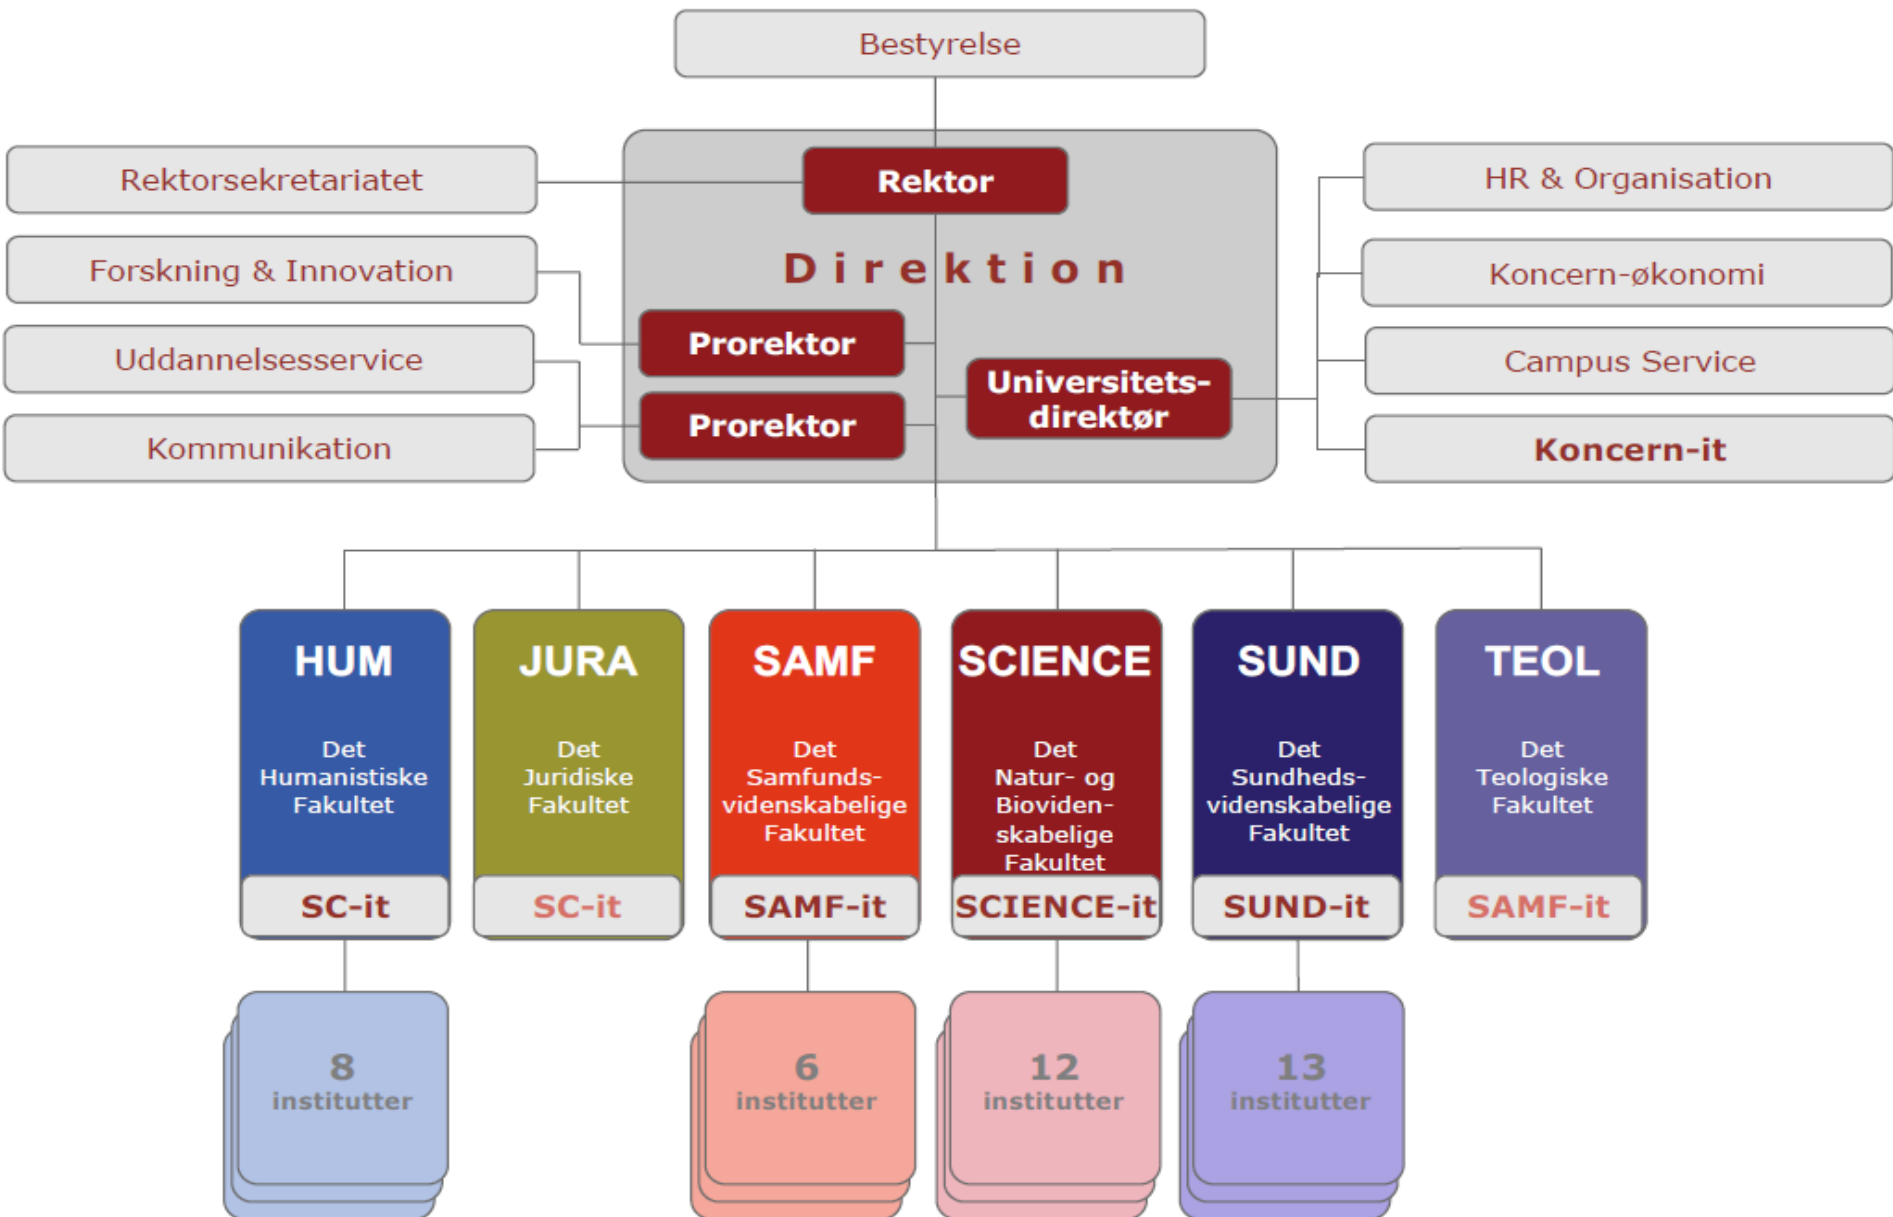 Bestyrelse
Rektorsekretariatet
Forskning & Innovation
Uddannelsesservice
Kommunikation
Rektor
Direktion
Prorektor
Prorektor
Universitets-
direktør
HR & Organisation
Koncern-økonomi
Campus Service
Koncern-it
HUM
Det
Humanistiske
Fakultet
SC-it
8
institutter
JURA
Det
Juridiske
Fakultet
SC-it
SAMF
Det
Samfunds-
videnskabelige
Fakultet
SAMF-it
6
institutter
SCIENCE
Det
Natur- og
Bioviden-
skabelige
Fakultet
SCIENCE-it
12
institutter
SUND
Det
Sundheds-
videnskabelige
Fakultet
SUND-it
13
institutter
TEOL
Det
Teologiske
Fakultet
SAMF-it